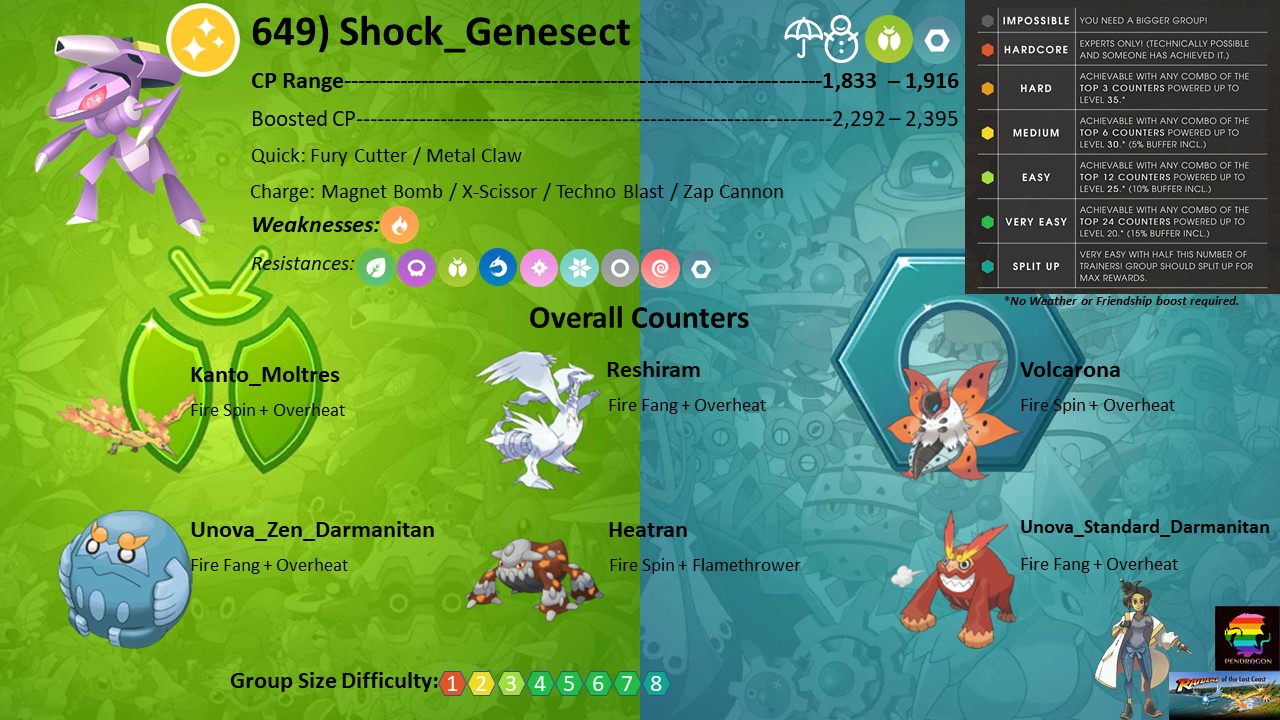 649) Shock_Genesect
CP Range------------------------------------------------------------------1,833 – 1,916
Boosted CP------------------------------------------------------------------2,292 – 2,395
Quick: Fury Cutter / Metal Claw
Charge: Magnet Bomb / X-Scissor / Techno Blast / Zap Cannon
Weaknesses:
Resistances:
IMPOSSIBLE YOU NEED A BIGGER GROUP!
HARDCORE EXPERTS ONLY! (TECHNICALLY POSSIBLE
AND SOMEONE HAS ACHIEVED IT.)
HARD ACHIEVABLE WITH ANY COMBO OF THE
TOP 3 COUNTERS POWERED UP TO
LEVEL 35.*
MEDIUM ACHIEVABLE WITH ANY COMBO OF THE
TOP 6 COUNTERS POWERED UP TO
LEVEL 30.* (5% BUFFER INCL.)
EASY ACHIEVABLE WITH ANY COMBO OF THE
TOP 12 COUNTERS POWERED UP TO
LEVEL 25.* (10% BUFFER INCL.)
VERY EASY ACHIEVABLE WITH ANY COMBO OF THE
TOP 24 COUNTERS POWERED UP TO
LEVEL 20.* (15% BUFFER INCL.)
SPLIT UP VERY EASY WITH HALF THIS NUMBER OF
TRAINERS! GROUP SHOULD SPLIT UP FOR
MAX REWARDS.
*No Weather or Friendship boost required.
Overall Counters
Kanto_Moltres
Fire Spin + Overheat
Reshiram
Fire Fang + Overheat
Volcarona
Fire Spin + Overheat
Unova_Zen_Darmanitan
Fire Fang + Overheat
Heatran
Fire Spin + Flamethrower
Unova_Standard_Darmanitan
Fire Fang + Overheat
Group Size Difficulty: 1 2 3 4 5 6 7 8
PENDRAGON
RAIDERS of the Lost Coast